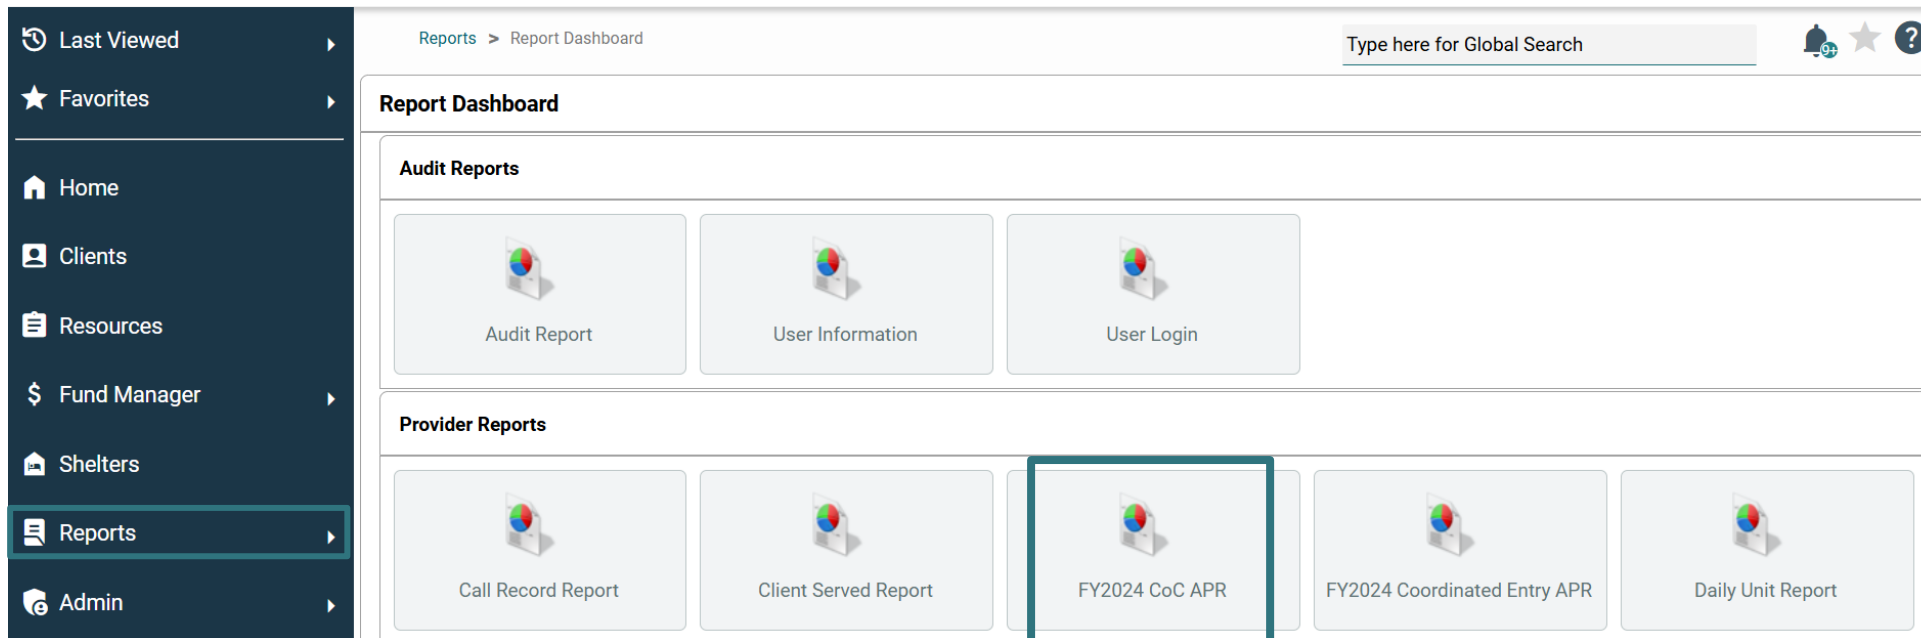 Last Viewed
Favorites
Home
Clients
Resources
Fund Manager
Shelters
Reports
Admin
Reports > Report Dashboard
Type here for Global Search
9+
?
Report Dashboard
Audit Reports
Audit Report
User Information
User Login
Provider Reports
Call Record Report
Client Served Report
FY2024 CoC APR
FY2024 Coordinated Entry APR
Daily Unit Report